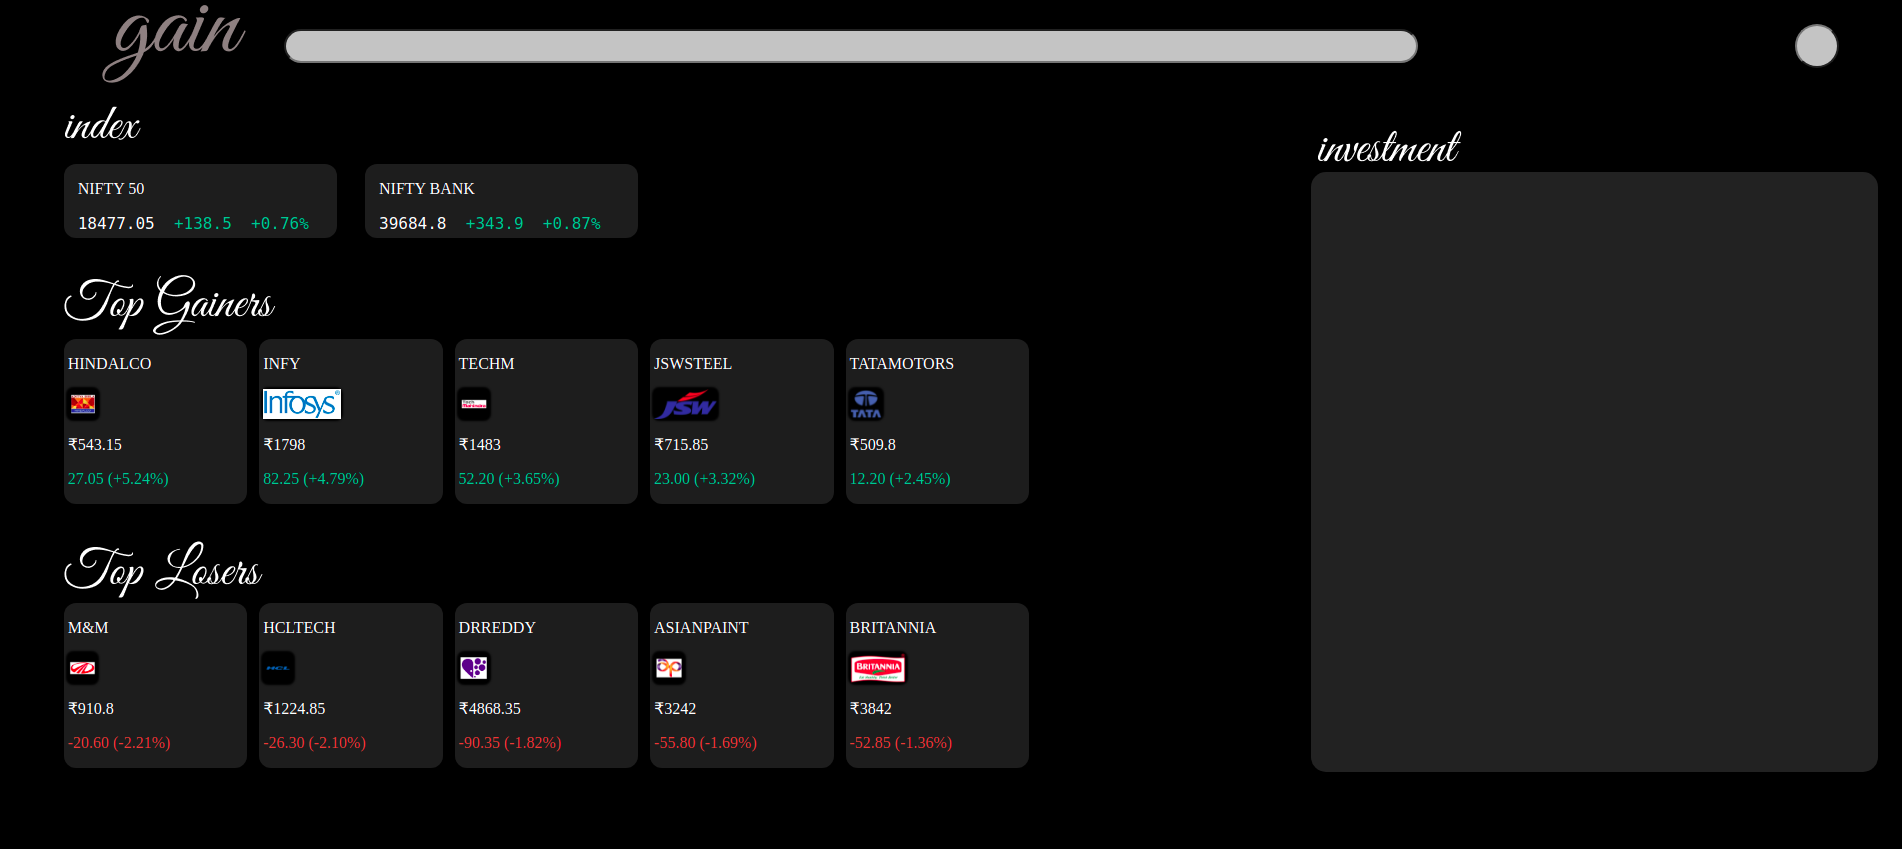 gain
index
investment
NIFTY 50
18477.05 +138.5 +0.76%
NIFTY BANK
39684.8 +343.9 +0.87%
Top Gainers
HINDALCO
₹543.15
27.05 (+5.24%)
INFY
Infosys®
₹1798
82.25 (+4.79%)
TECHM
Tech
Mahindra
₹1483
52.20 (+3.65%)
JSWSTEEL
JSW
₹715.85
23.00 (+3.32%)
TATAMOTORS
TATA
₹509.8
12.20 (+2.45%)
Top Losers
M&M
₹910.8
-20.60 (-2.21%)
HCLTECH
HCL
₹1224.85
-26.30 (-2.10%)
DRREDDY
₹4868.35
-90.35 (-1.82%)
ASIANPAINT
ap
₹3242
-55.80 (-1.69%)
BRITANNIA
BRITANNIA
₹3842
-52.85 (-1.36%)